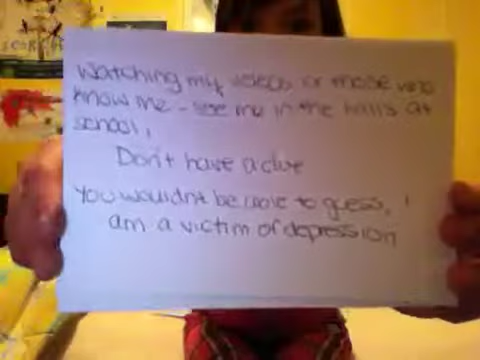 Watching my videos or those who
know me - see me in the halls at
school,
Don't have a clue
You wouldn't be able to guess, I
am a victim of depression